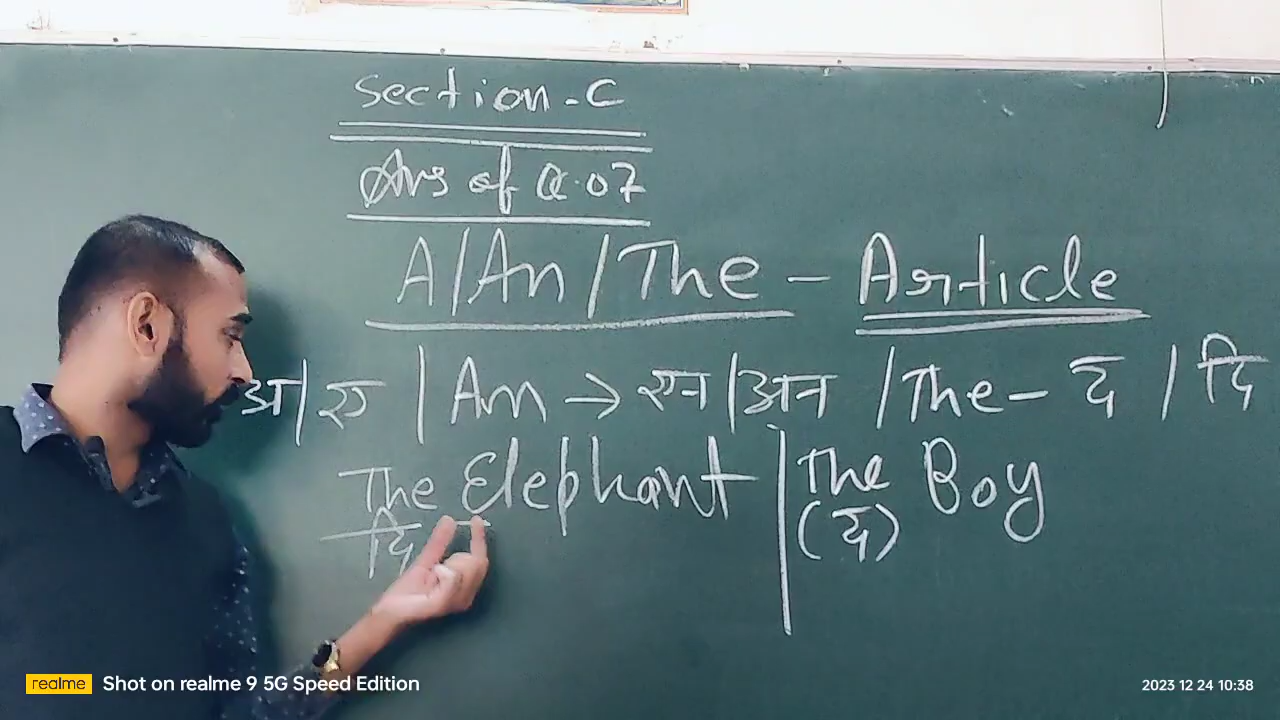 Section-C
Ans of Q.07
A/An/The - Article
अ/ए | An → एन/अन /The - द / दि
The Elephant | The Boy
दि (द)
realme Shot on realme 9 5G Speed Edition
2023 12 24 10:38